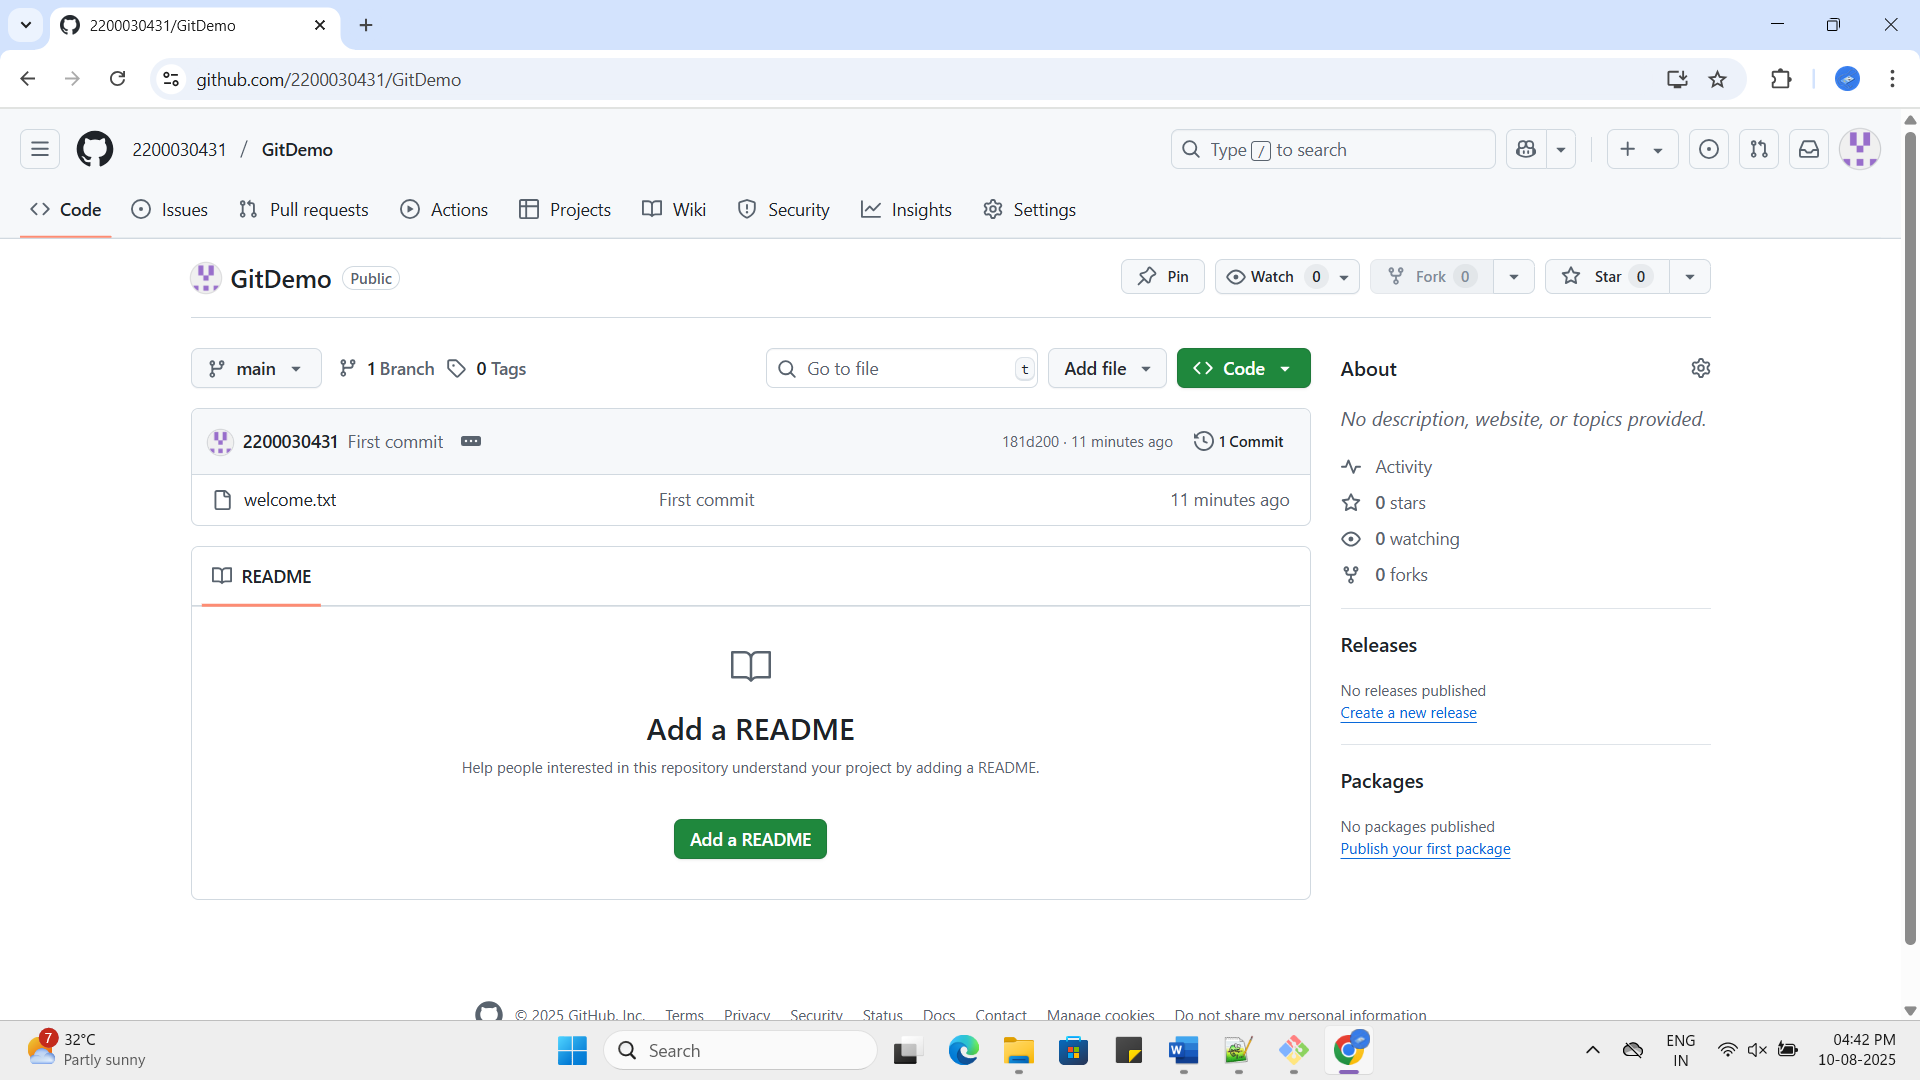 2200030431/GitDemo
github.com/2200030431/GitDemo
2200030431 / GitDemo
Type / to search
Code Issues Pull requests Actions Projects Wiki Security Insights Settings
GitDemo Public
Pin Watch 0 Fork 0 Star 0
main 1 Branch 0 Tags Go to file t Add file Code
2200030431 First commit 181d200 · 11 minutes ago 1 Commit
welcome.txt First commit 11 minutes ago
README
Add a README
Help people interested in this repository understand your project by adding a README.
Add a README
About
No description, website, or topics provided.
Activity
0 stars
0 watching
0 forks
Releases
No releases published
Create a new release
Packages
No packages published
Publish your first package
© 2025 GitHub, Inc. Terms Privacy Security Status Docs Contact Manage cookies Do not share my personal information
7 32°C
Partly sunny
Search
ENG
IN
04:42 PM
10-08-2025